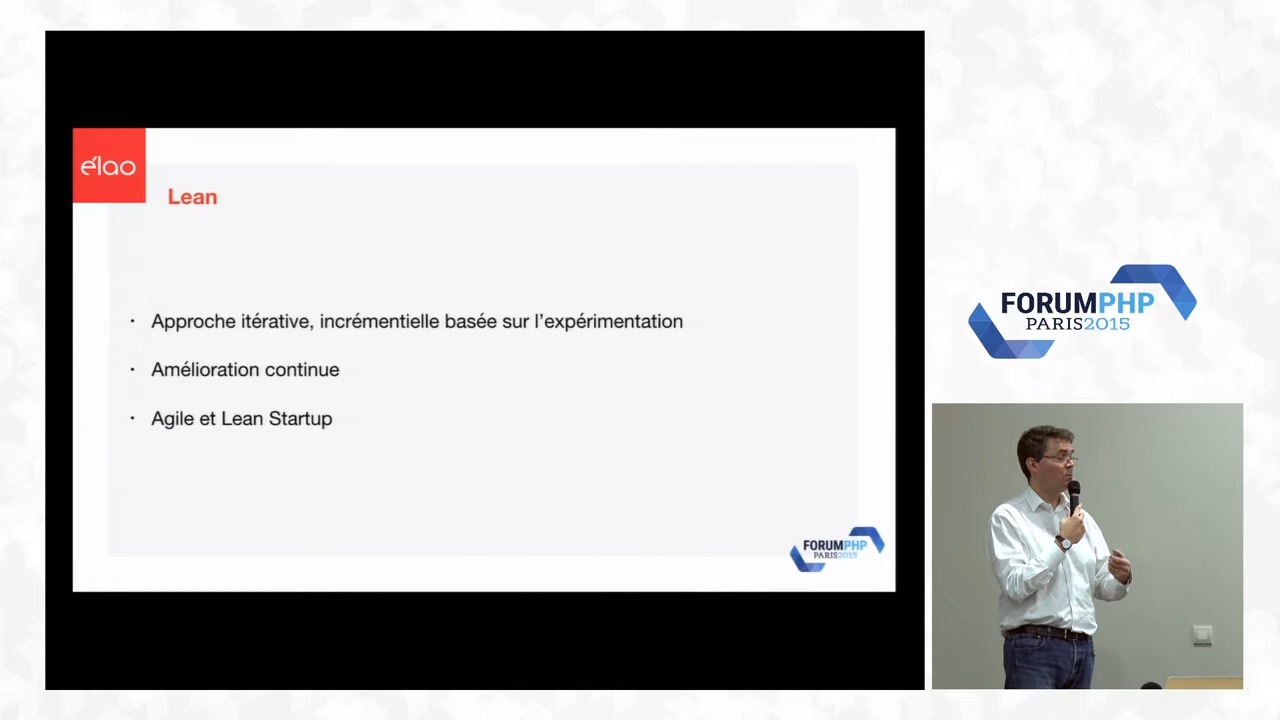 élao
Lean
· Approche itérative, incrémentielle basée sur l’expérimentation
· Amélioration continue
· Agile et Lean Startup
FORUMPHP
PARIS2015
FORUMPHP
PARIS2015